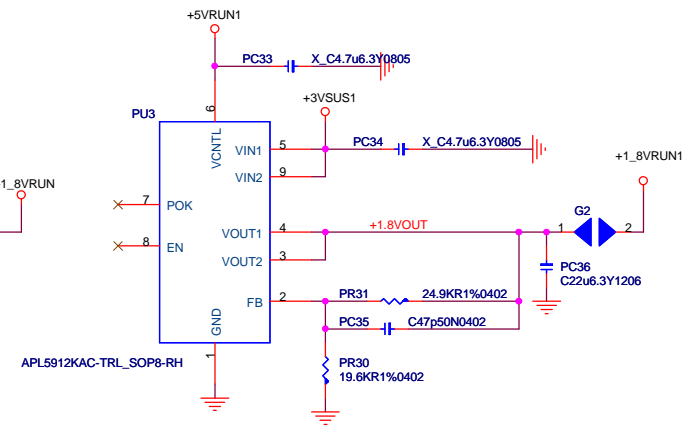 +5VRUN1
PC33
X_C4.7u6.3Y0805
+3VSUS1
PU3
6
VCNTL
VIN1
5
PC34
X_C4.7u6.3Y0805
+1_8VRUN1
VIN2
9
1_8VRUN
7
POK
VOUT1
4
+1.8VOUT
G2
1
2
8
EN
VOUT2
3
PC36
C22u6.3Y1206
FB
2
PR31
24.9KR1%0402
GND
PC35
C47p50N0402
1
APL5912KAC-TRL_SOP8-RH
PR30
19.6KR1%0402